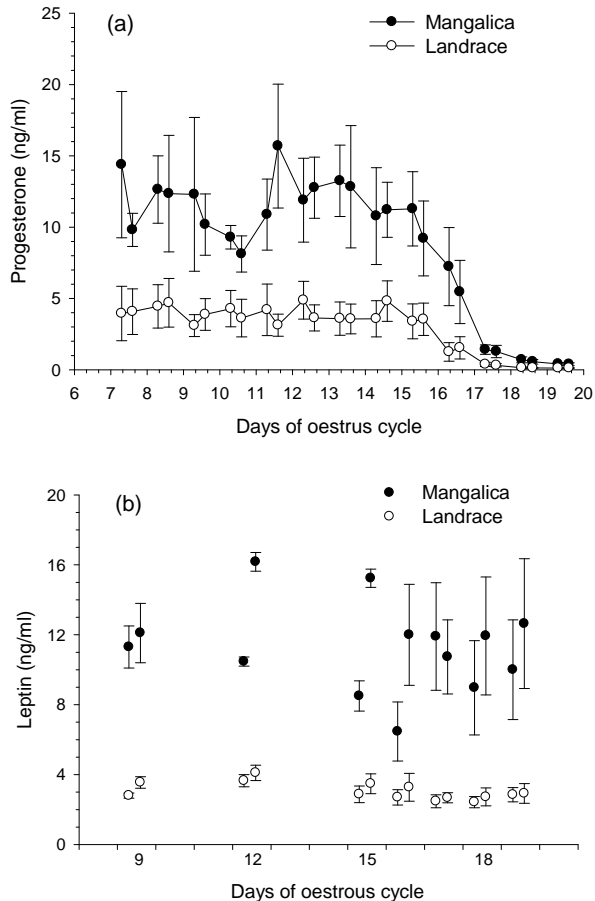 (a)
Mangalica
Landrace
Progesterone (ng/ml)
25
20
15
10
5
0
6 7 8 9 10 11 12 13 14 15 16 17 18 19 20
Days of oestrus cycle
(b)
Mangalica
Landrace
Leptin (ng/ml)
20
16
12
8
4
0
9 12 15 18
Days of oestrous cycle